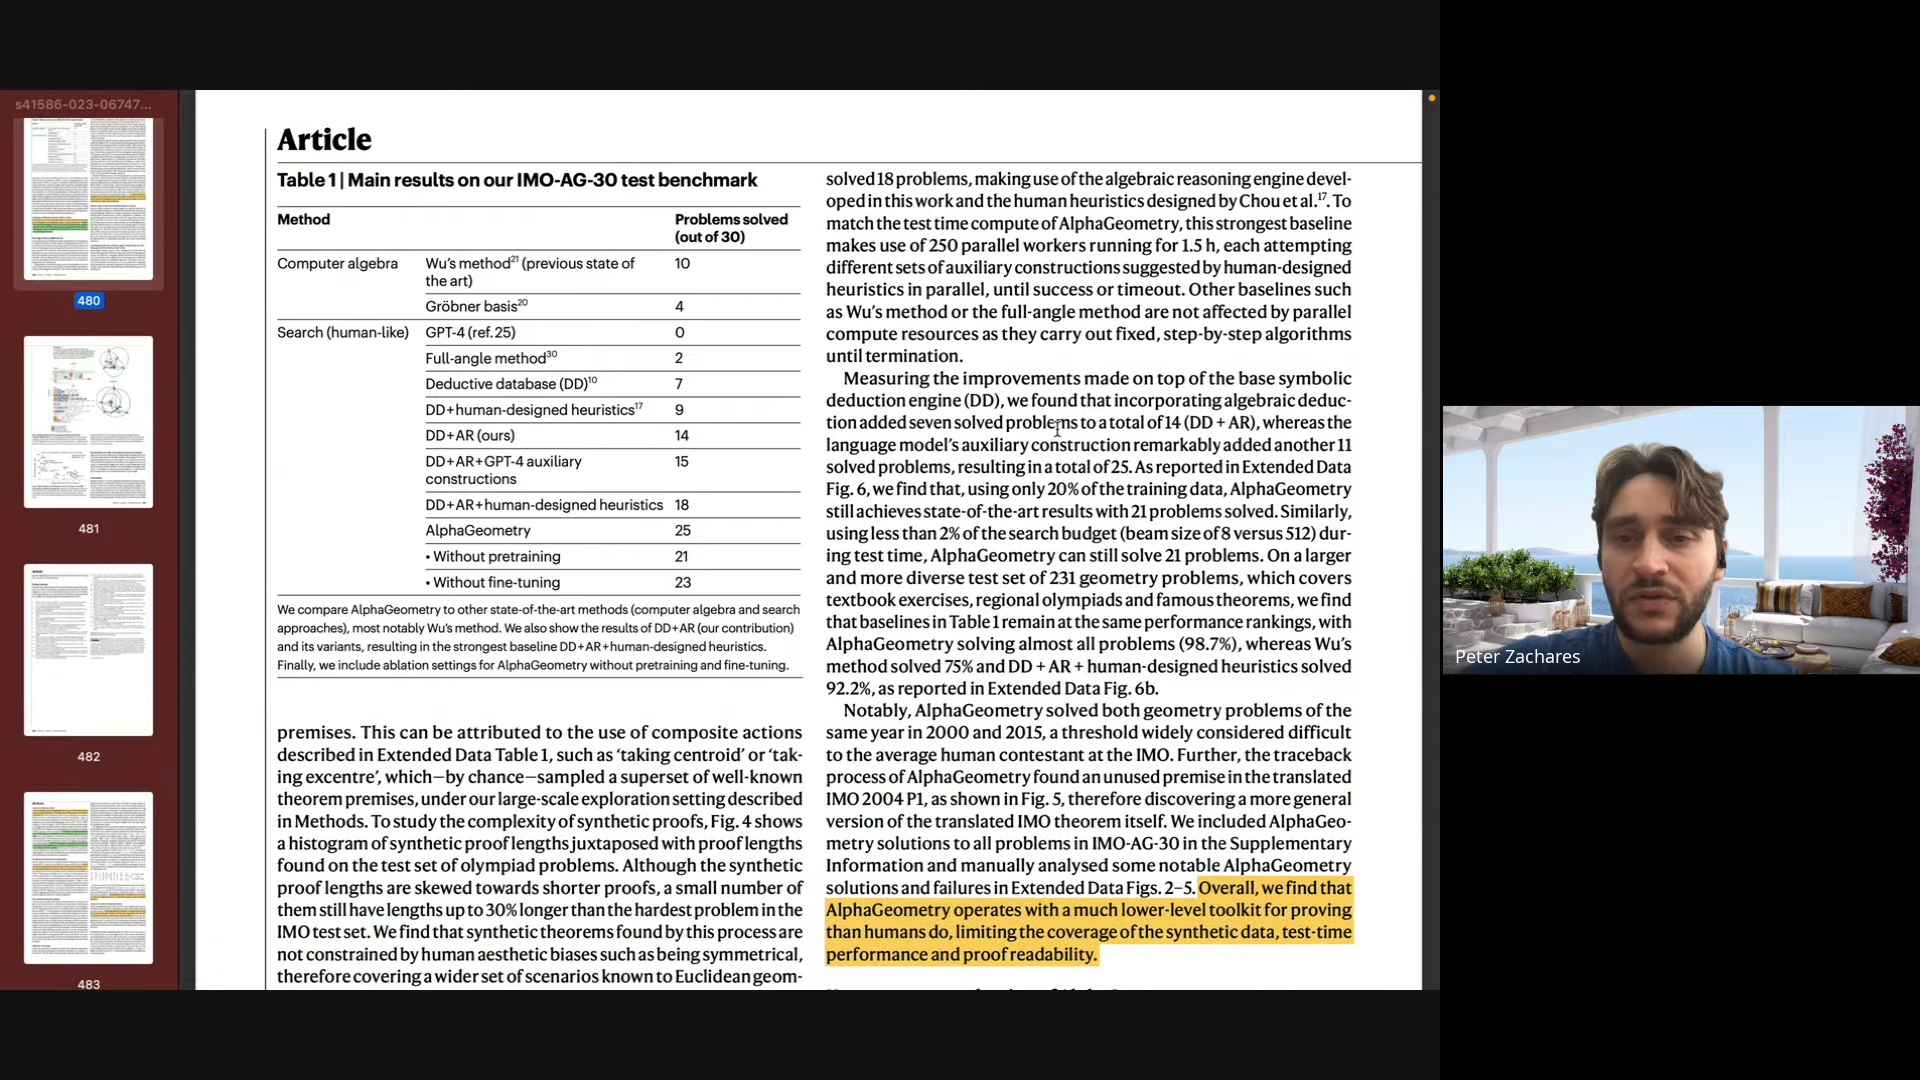 s41586-023-06747...
480
481
482
483
Article
Table 1 | Main results on our IMO-AG-30 test benchmark
Method Problems solved
(out of 30)
Computer algebra Wu's method21 (previous state of 10
the art)
Gröbner basis20 4
Search (human-like) GPT-4 (ref. 25) 0
Full-angle method30 2
Deductive database (DD)10 7
DD+human-designed heuristics17 9
DD+AR (ours) 14
DD+AR+GPT-4 auxiliary 15
constructions
DD+AR+human-designed heuristics 18
AlphaGeometry 25
• Without pretraining 21
• Without fine-tuning 23
We compare AlphaGeometry to other state-of-the-art methods (computer algebra and search
approaches), most notably Wu's method. We also show the results of DD+AR (our contribution)
and its variants, resulting in the strongest baseline DD+AR+human-designed heuristics.
Finally, we include ablation settings for AlphaGeometry without pretraining and fine-tuning.
premises. This can be attributed to the use of composite actions
described in Extended Data Table 1, such as 'taking centroid' or 'tak-
ing excentre', which—by chance—sampled a superset of well-known
theorem premises, under our large-scale exploration setting described
in Methods. To study the complexity of synthetic proofs, Fig. 4 shows
a histogram of synthetic proof lengths juxtaposed with proof lengths
found on the test set of olympiad problems. Although the synthetic
proof lengths are skewed towards shorter proofs, a small number of
them still have lengths up to 30% longer than the hardest problem in the
IMO test set. We find that synthetic theorems found by this process are
not constrained by human aesthetic biases such as being symmetrical,
therefore covering a wider set of scenarios known to Euclidean geom-
solved 18 problems, making use of the algebraic reasoning engine devel-
oped in this work and the human heuristics designed by Chou et al.17. To
match the test time compute of AlphaGeometry, this strongest baseline
makes use of 250 parallel workers running for 1.5 h, each attempting
different sets of auxiliary constructions suggested by human-designed
heuristics in parallel, until success or timeout. Other baselines such
as Wu's method or the full-angle method are not affected by parallel
compute resources as they carry out fixed, step-by-step algorithms
until termination.
Measuring the improvements made on top of the base symbolic
deduction engine (DD), we found that incorporating algebraic deduc-
tion added seven solved problems to a total of 14 (DD + AR), whereas the
language model's auxiliary construction remarkably added another 11
solved problems, resulting in a total of 25. As reported in Extended Data
Fig. 6, we find that, using only 20% of the training data, AlphaGeometry
still achieves state-of-the-art results with 21 problems solved. Similarly,
using less than 2% of the search budget (beam size of 8 versus 512) dur-
ing test time, AlphaGeometry can still solve 21 problems. On a larger
and more diverse test set of 231 geometry problems, which covers
textbook exercises, regional olympiads and famous theorems, we find
that baselines in Table 1 remain at the same performance rankings, with
AlphaGeometry solving almost all problems (98.7%), whereas Wu's
method solved 75% and DD + AR + human-designed heuristics solved
92.2%, as reported in Extended Data Fig. 6b.
Notably, AlphaGeometry solved both geometry problems of the
same year in 2000 and 2015, a threshold widely considered difficult
to the average human contestant at the IMO. Further, the traceback
process of AlphaGeometry found an unused premise in the translated
IMO 2004 P1, as shown in Fig. 5, therefore discovering a more general
version of the translated IMO theorem itself. We included AlphaGeo-
metry solutions to all problems in IMO-AG-30 in the Supplementary
Information and manually analysed some notable AlphaGeometry
solutions and failures in Extended Data Figs. 2–5. Overall, we find that
AlphaGeometry operates with a much lower-level toolkit for proving
than humans do, limiting the coverage of the synthetic data, test-time
performance and proof readability.
Peter Zachares